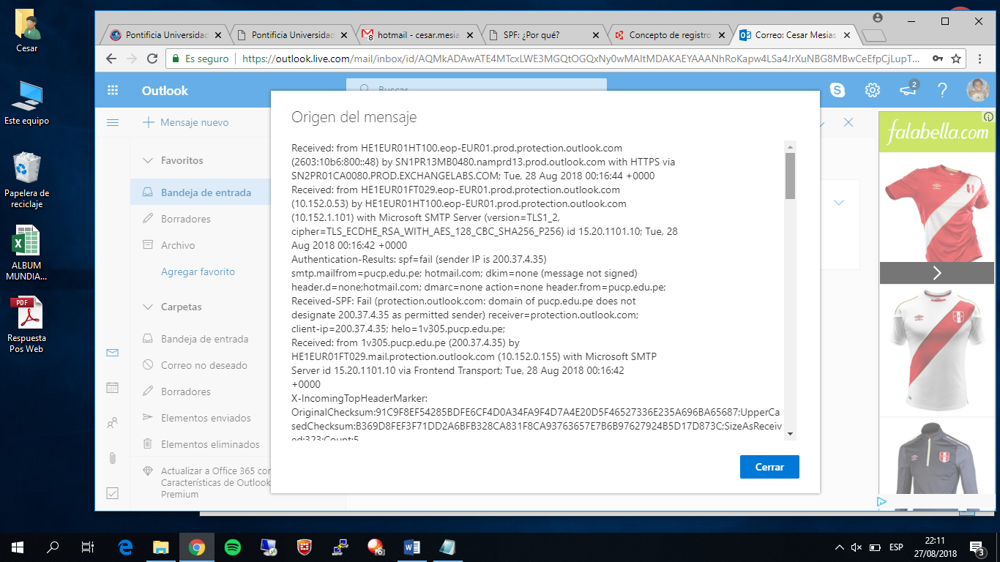 Cesar
Este equipo
Papelera de
reciclaje
ALBUM
MUNDIA...
PDF
Respuesta
Pos Web
Pontificia Universidad
Pontificia Universidad
hotmail - cesar.mesia
SPF: ¿Por qué?
Concepto de registro
Correo: Cesar Mesias
Es seguro
https://outlook.live.com/mail/inbox/id/AQMkADAwATE4MTcxLWE3MGQtOGQxNy0wMAItMDAKAEYAAANhRoKapw4LSa4JrXuNBG8MBwCeEfpCjLupT...
Outlook
Buscar
2
Mensaje nuevo
Favoritos
Bandeja de entrada
Borradores
Archivo
Agregar favorito
Carpetas
Bandeja de entrada
Correo no deseado
Borradores
Elementos enviados
Elementos eliminados
Actualizar a Office 365 con
Características de Outlook
Premium
Origen del mensaje
Received: from HE1EUR01HT100.eop-EUR01.prod.protection.outlook.com
(2603:10b6:800::48) by SN1PR13MB0480.namprd13.prod.outlook.com with HTTPS via
SN2PR01CA0080.PROD.EXCHANGELABS.COM; Tue, 28 Aug 2018 00:16:44 +0000
Received: from HE1EUR01FT029.eop-EUR01.prod.protection.outlook.com
(10.152.0.53) by HE1EUR01HT100.eop-EUR01.prod.protection.outlook.com
(10.152.1.101) with Microsoft SMTP Server (version=TLS1_2,
cipher=TLS_ECDHE_RSA_WITH_AES_128_CBC_SHA256_P256) id 15.20.1101.10; Tue, 28
Aug 2018 00:16:42 +0000
Authentication-Results: spf=fail (sender IP is 200.37.4.35)
smtp.mailfrom=pucp.edu.pe; hotmail.com; dkim=none (message not signed)
header.d=none;hotmail.com; dmarc=none action=none header.from=pucp.edu.pe;
Received-SPF: Fail (protection.outlook.com: domain of pucp.edu.pe does not
designate 200.37.4.35 as permitted sender) receiver=protection.outlook.com;
client-ip=200.37.4.35; helo=1v305.pucp.edu.pe;
Received: from 1v305.pucp.edu.pe (200.37.4.35) by
HE1EUR01FT029.mail.protection.outlook.com (10.152.0.155) with Microsoft SMTP
Server id 15.20.1101.10 via Frontend Transport; Tue, 28 Aug 2018 00:16:42
+0000
X-IncomingTopHeaderMarker:
OriginalChecksum:91C9F8EF54285BDFE6CF4D0A34FA9F4D7A4E20D5F46527336E235A696BA65687;UpperCa
sedChecksum:B369D8FEF3F71DD2A6BFB328CA831F8CA93763657E7B6B97627924B5D17D873C;SizeAsReceiv
ed:323;Count:5
Cerrar
falabella.com
ESP
22:11
27/08/2018
3